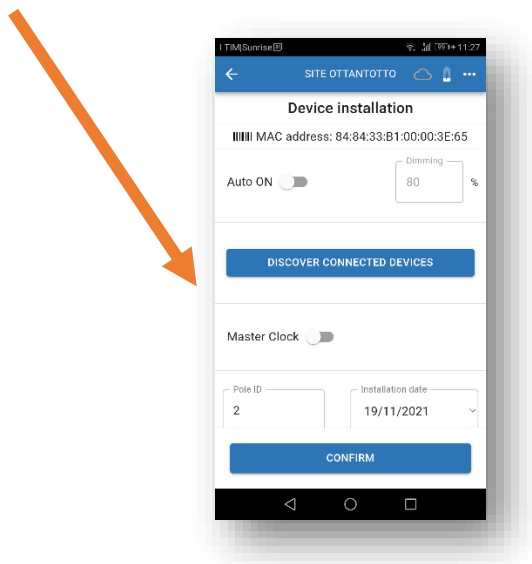 I TIM|Sunrise 99 11:27
SITE OTTANTOTTO
Device installation
MAC address: 84:84:33:B1:00:00:3E:65
Dimming
Auto ON 80 %
DISCOVER CONNECTED DEVICES
Master Clock
Pole ID Installation date
2 19/11/2021
CONFIRM